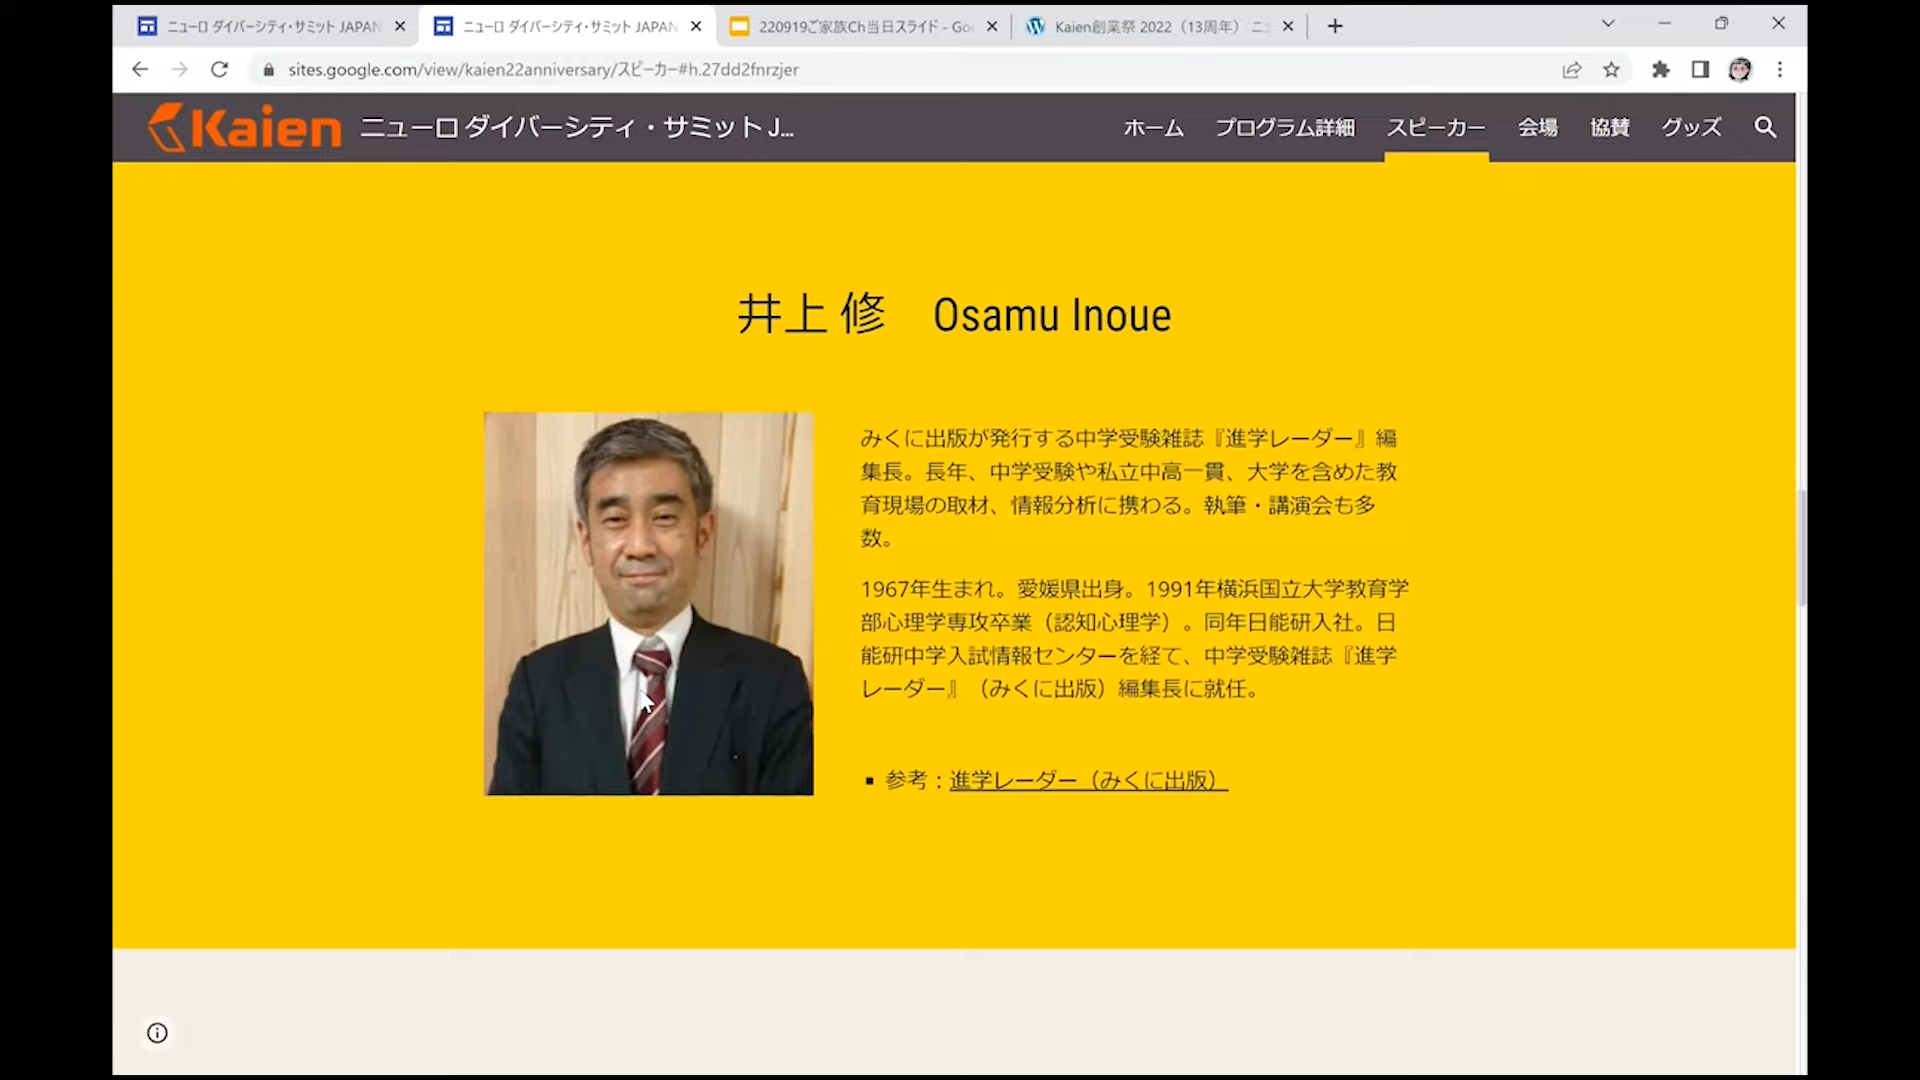 ニューロ ダイバーシティ・サミット JAPAN
ニューロ ダイバーシティ・サミット JAPAN
220919ご家族Ch当日スライド - Goo
Kaien創業祭 2022（13周年） ニュ
sites.google.com/view/kaien22anniversary/スピーカー#h.27dd2fnrzjer
Kaien
ニューロ ダイバーシティ・サミット J...
ホーム
プログラム詳細
スピーカー
会場
協賛
グッズ
井上 修　Osamu Inoue
みくに出版が発行する中学受験雑誌『進学レーダー』編
集長。長年、中学受験や私立中高一貫、大学を含めた教
育現場の取材、情報分析に携わる。執筆・講演会も多
数。
1967年生まれ。愛媛県出身。1991年横浜国立大学教育学
部心理学専攻卒業（認知心理学）。同年日能研入社。日
能研中学入試情報センターを経て、中学受験雑誌『進学
レーダー』（みくに出版）編集長に就任。
参考：進学レーダー（みくに出版）